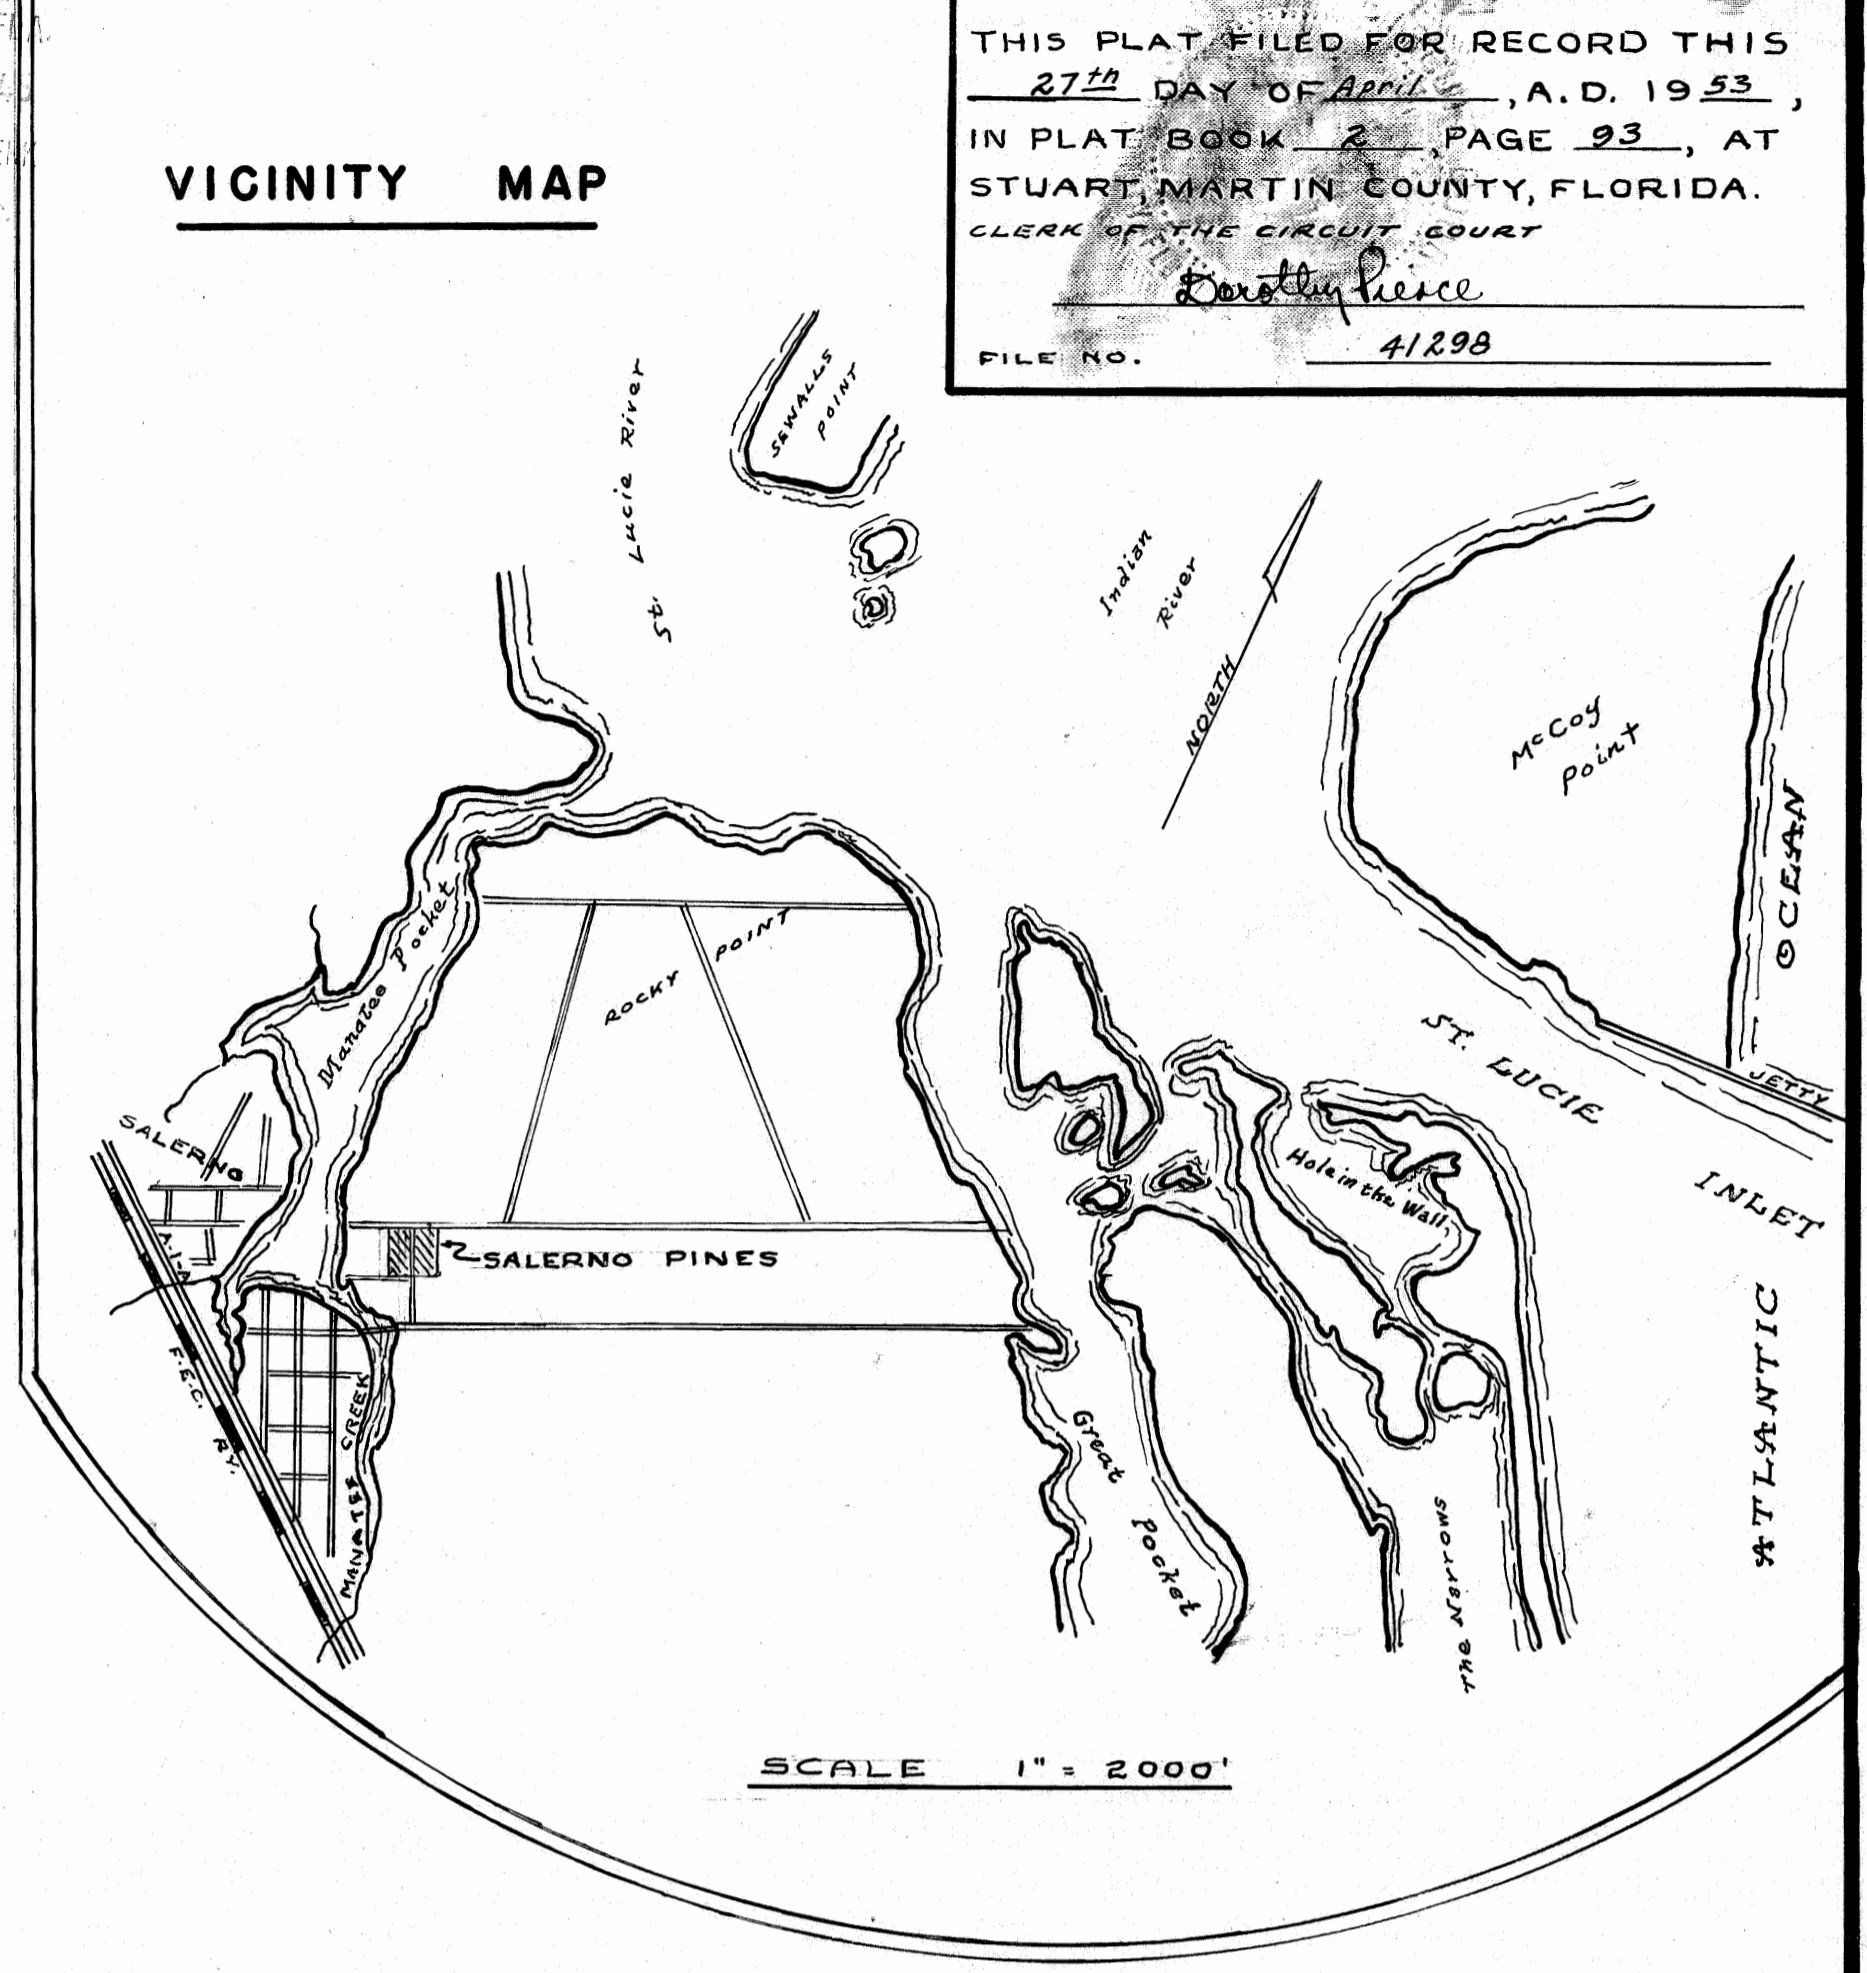 THIS PLAT FILED FOR RECORD THIS
27th DAY OF April, A.D. 1953,
IN PLAT BOOK 2, PAGE 93, AT
STUART, MARTIN COUNTY, FLORIDA.
CLERK OF THE CIRCUIT COURT
Dorothy Pierce
FILE NO. 41298
VICINITY MAP
SEWALLS
POINT
St. Lucie River
Indian
River
NORTH
McCoy
Point
OCEAN
Manatee Pocket
ROCKY POINT
ST. LUCIE
INLET
JETTY
SALERNO
Hole in the Wall
A-1-A
SALERNO PINES
F.E.C. RY.
MANATEE CREEK
Great
Pocket
The Narrows
ATLANTIC
SCALE 1" = 2000'